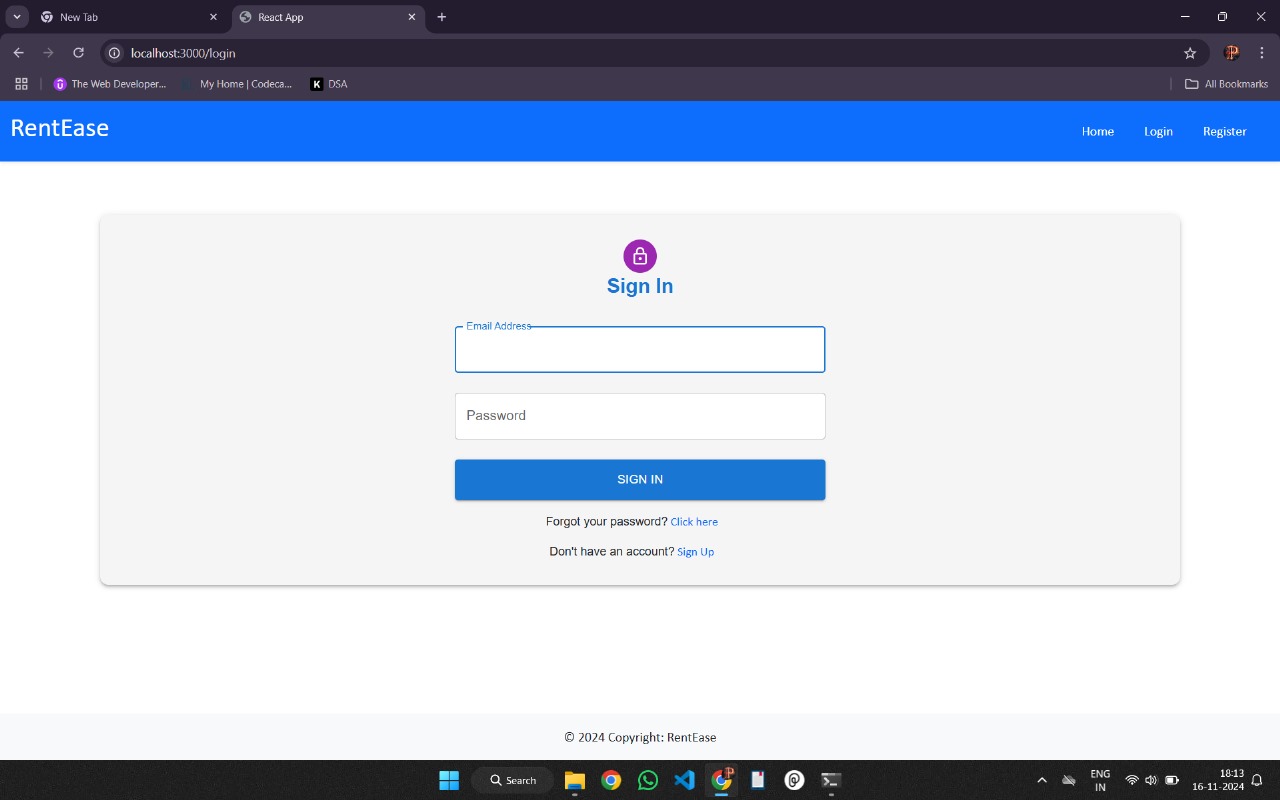 New Tab
React App
localhost:3000/login
The Web Developer...
My Home | Codeca...
K DSA
All Bookmarks
RentEase
Home
Login
Register
Sign In
Email Address
Password
SIGN IN
Forgot your password? Click here
Don't have an account? Sign Up
© 2024 Copyright: RentEase
Search
ENG
IN
18:13
16-11-2024